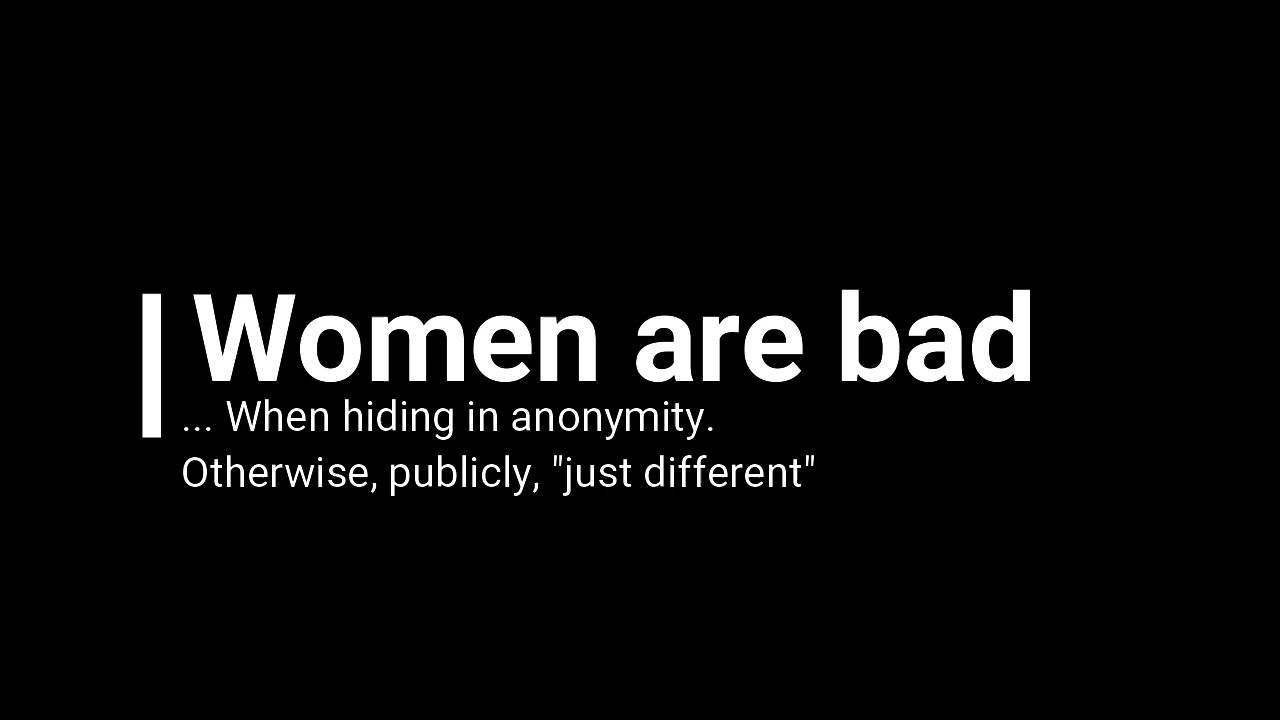 Women are bad
... When hiding in anonymity.
Otherwise, publicly, "just different"